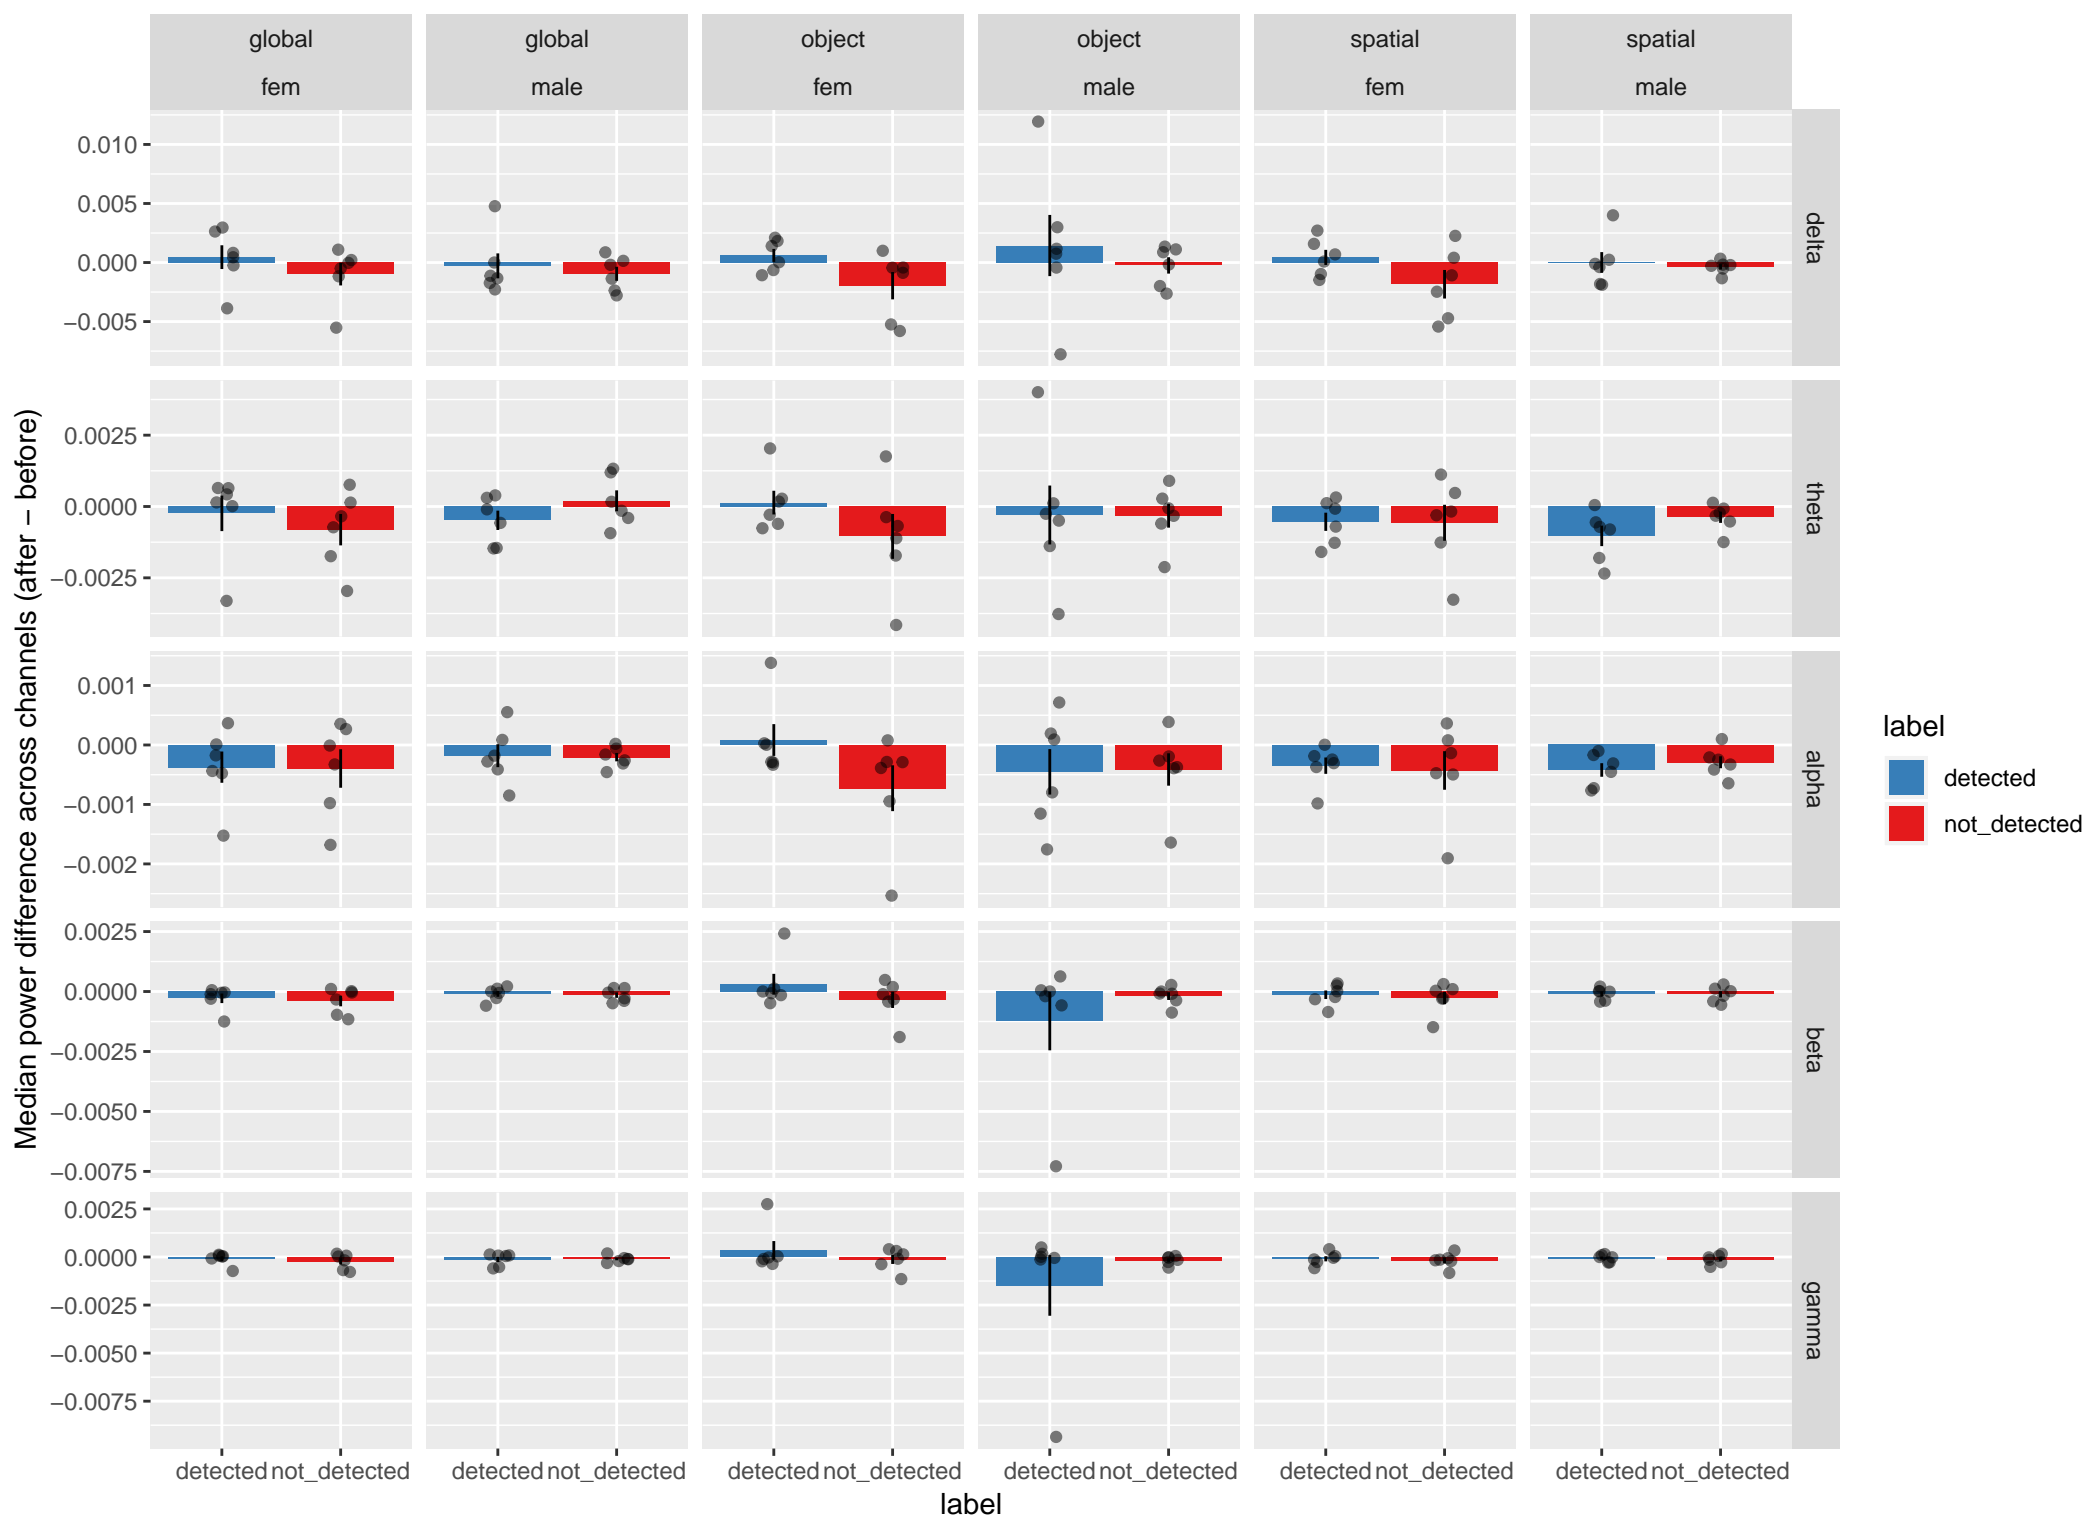 global global object object spatial spatial
fem male fem male fem male
0.010
0.005
0.000
−0.005
delta
0.0025
0.0000
−0.0025
theta
0.001
0.000
−0.001
−0.002
alpha
0.0025
0.0000
−0.0025
−0.0050
−0.0075
beta
0.0025
0.0000
−0.0025
−0.0050
−0.0075
gamma
detected not_detected detected not_detected detected not_detected detected not_detected detected not_detected detected not_detected
label
Median power difference across channels (after − before)
label
detected
not_detected